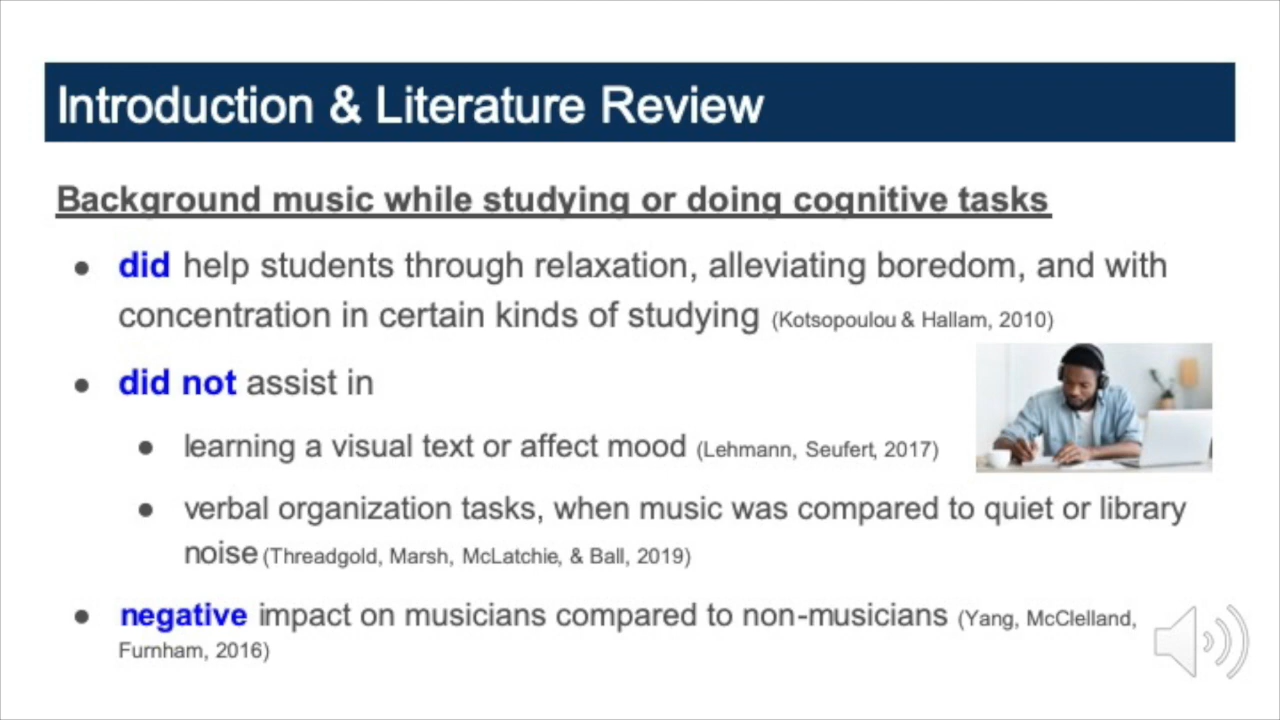 Introduction & Literature Review
Background music while studying or doing cognitive tasks
● did help students through relaxation, alleviating boredom, and with
concentration in certain kinds of studying (Kotsopoulou & Hallam, 2010)
● did not assist in
● learning a visual text or affect mood (Lehmann, Seufert, 2017)
● verbal organization tasks, when music was compared to quiet or library
noise (Threadgold, Marsh, McLatchie, & Ball, 2019)
● negative impact on musicians compared to non-musicians (Yang, McClelland,
Furnham, 2016)